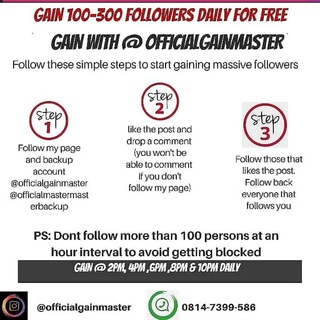 GAIN 100-300 FOLLOWERS DAILY FOR FREE
GAIN WITH @ OFFICIALGAINMASTER
Follow these simple steps to start gaining massive followers
step
1
Follow my page
and backup
account
@officialgainmaster
@officialmastermast
erbackup
step
2
like the post and
drop a comment
(you won't be
able to comment
if you don't
follow my page)
step
3
Follow those that
likes the post.
Follow back
everyone that
follows you
PS: Dont follow more than 100 persons at an
hour interval to avoid getting blocked
GAIN @ 2PM, 4PM ,6PM ,8PM & 10PM DAILY
@officialgainmaster
0814-7399-586